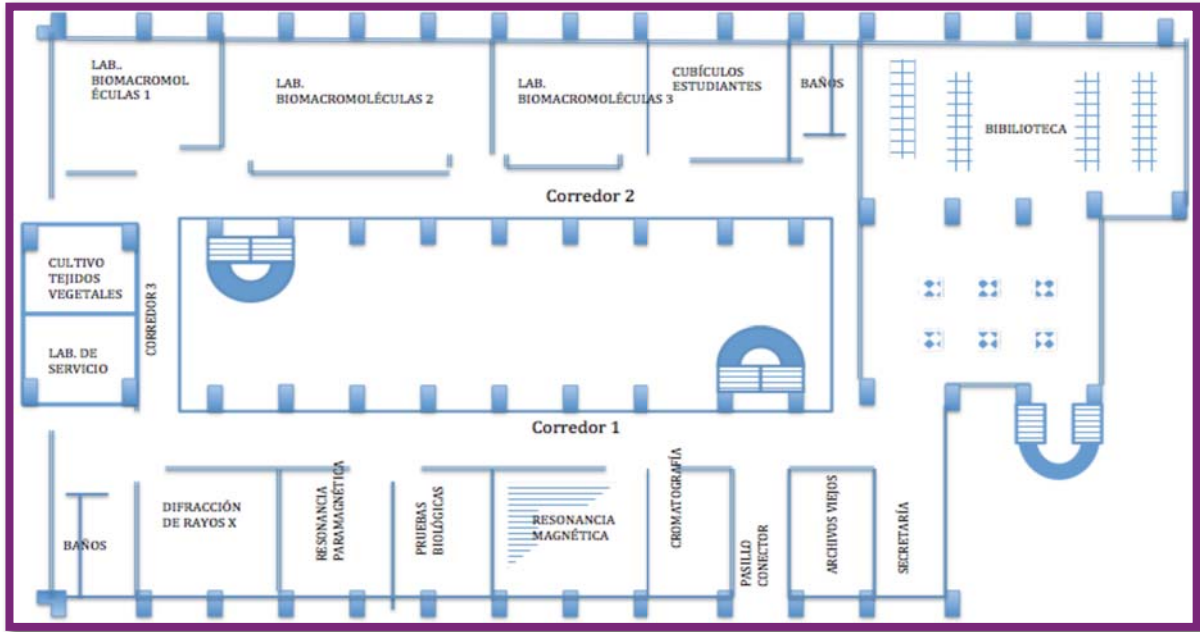 LAB..
BIOMACROMOL
ÉCULAS 1
LAB.
BIOMACROMOLÉCULAS 2
LAB.
BIOMACROMOLÉCULAS 3
CUBÍCULOS
ESTUDIANTES
BAÑOS
BIBILIOTECA
Corredor 2
CULTIVO
TEJIDOS
VEGETALES
LAB. DE
SERVICIO
CORREDOR 3
Corredor 1
BAÑOS
DIFRACCIÓN
DE RAYOS X
RESONANCIA
PARAMAGNÉTICA
PRUEBAS
BIOLÓGICAS
RESONANCIA
MAGNÉTICA
CROMATOGRAFÍA
PASILLO
CONECTOR
ARCHIVOS VIEJOS
SECRETARÍA